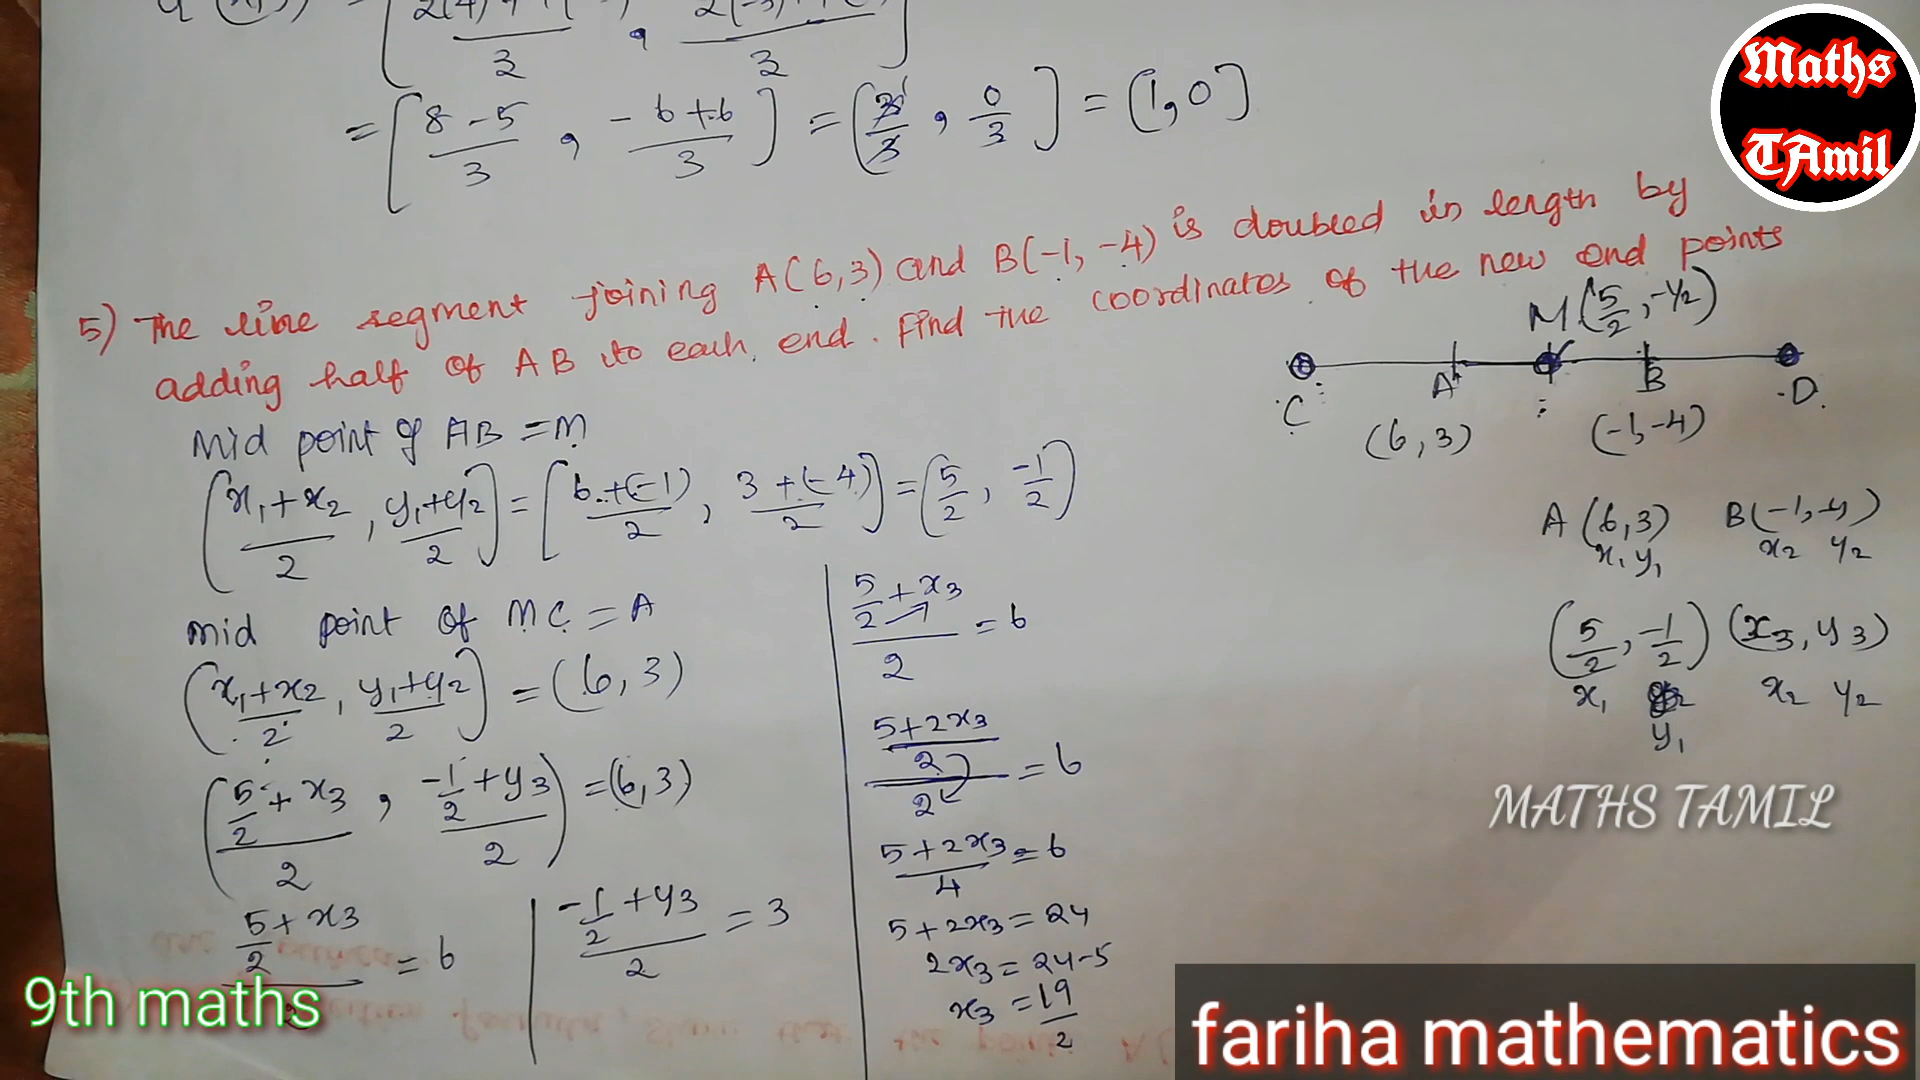 = [8-5/3 , -6+6/3] = (3/3 , 0/3] = (1,0]
5) The line segment joining A(6,3) and B(-1,-4) is doubled in length by
adding half of AB to each end. Find the coordinates of the new end points
M(5/2, -1/2)
C A B D
(6,3) (-1,-4)
Mid point of AB = M
(x₁+x₂/2 , y₁+y₂/2] = [6+(-1)/2 , 3+(-4)/2] = (5/2 , -1/2)
A (6,3) B(-1,-4)
x₁ y₁ x₂ y₂
Mid point of MC = A
(x₁+x₂/2 , y₁+y₂/2] = (6,3)
(5/2+x₃/2 , -1/2+y₃/2) = (6,3)
5/2+x₃/2 = 6
-1/2+y₃/2 = 3
5/2+x₃/2 = 6
5+2x₃/2/2 = 6
5+2x₃/4 = 6
5+2x₃ = 24
2x₃ = 24-5
x₃ = 19/2
(5/2 , -1/2) (x₃, y₃)
x₁ x₂ y₂
y₁
Maths
TAmil
MATHS TAMIL
9th maths
fariha mathematics